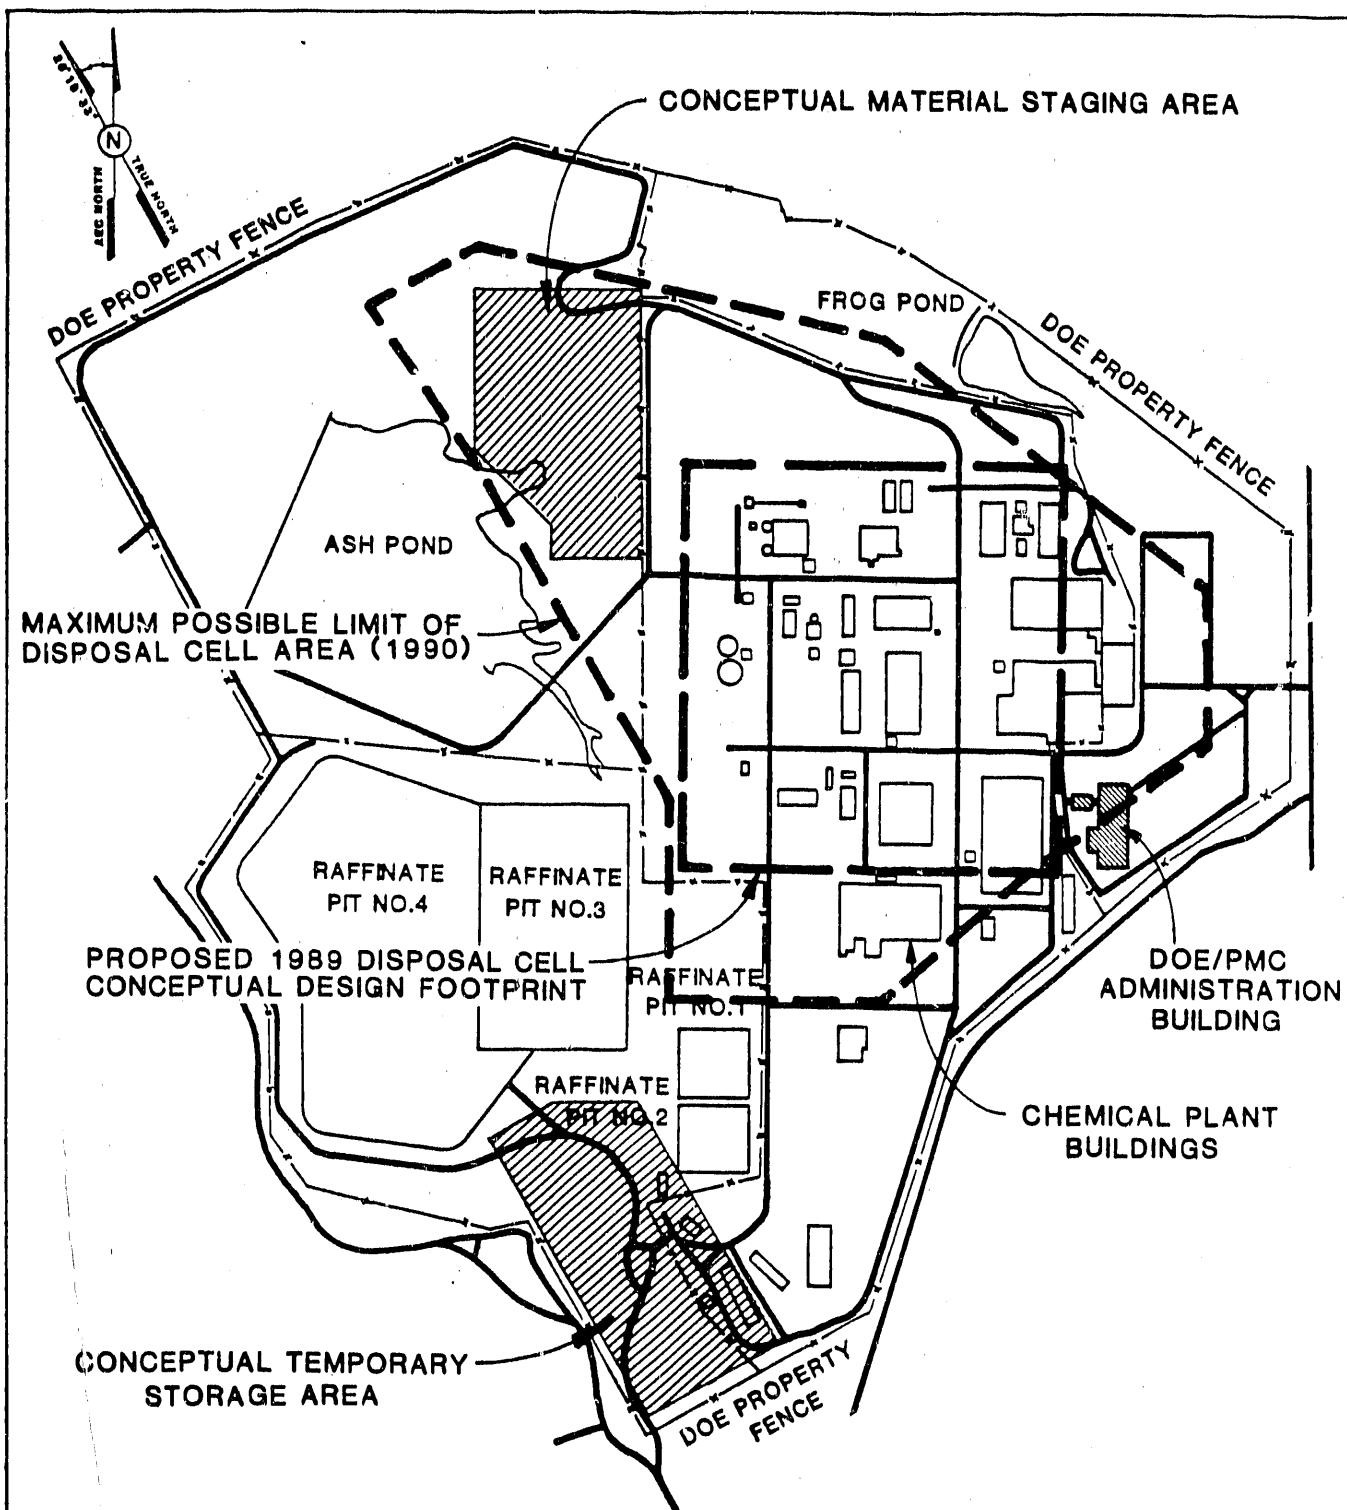 CONCEPTUAL MATERIAL STAGING AREA
N
AEC NORTH
TRUE NORTH
DOE PROPERTY FENCE
FROG POND
DOE PROPERTY FENCE
ASH POND
MAXIMUM POSSIBLE LIMIT OF
DISPOSAL CELL AREA (1990)
RAFFINATE
PIT NO.4
RAFFINATE
PIT NO.3
PROPOSED 1989 DISPOSAL CELL
CONCEPTUAL DESIGN FOOTPRINT
RAFFINATE
PIT NO.1
DOE/PMC
ADMINISTRATION
BUILDING
RAFFINATE
PIT NO.2
CHEMICAL PLANT
BUILDINGS
CONCEPTUAL TEMPORARY
STORAGE AREA
DOE PROPERTY
FENCE